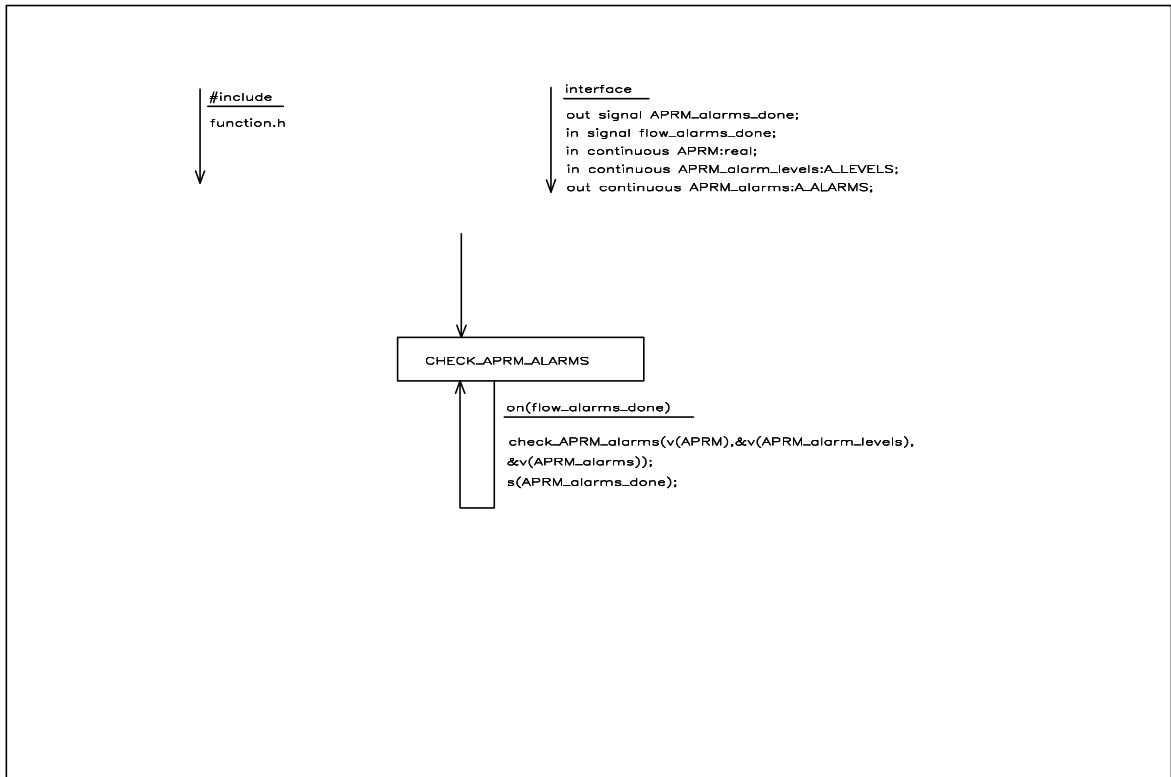 #include
function.h
interface
out signal APRM_alarms_done;
in signal flow_alarms_done;
in continuous APRM:real;
in continuous APRM_alarm_levels:A_LEVELS;
out continuous APRM_alarms:A_ALARMS;
CHECK_APRM_ALARMS
on(flow_alarms_done)
check_APRM_alarms(v(APRM),&v(APRM_alarm_levels),
&v(APRM_alarms));
s(APRM_alarms_done);